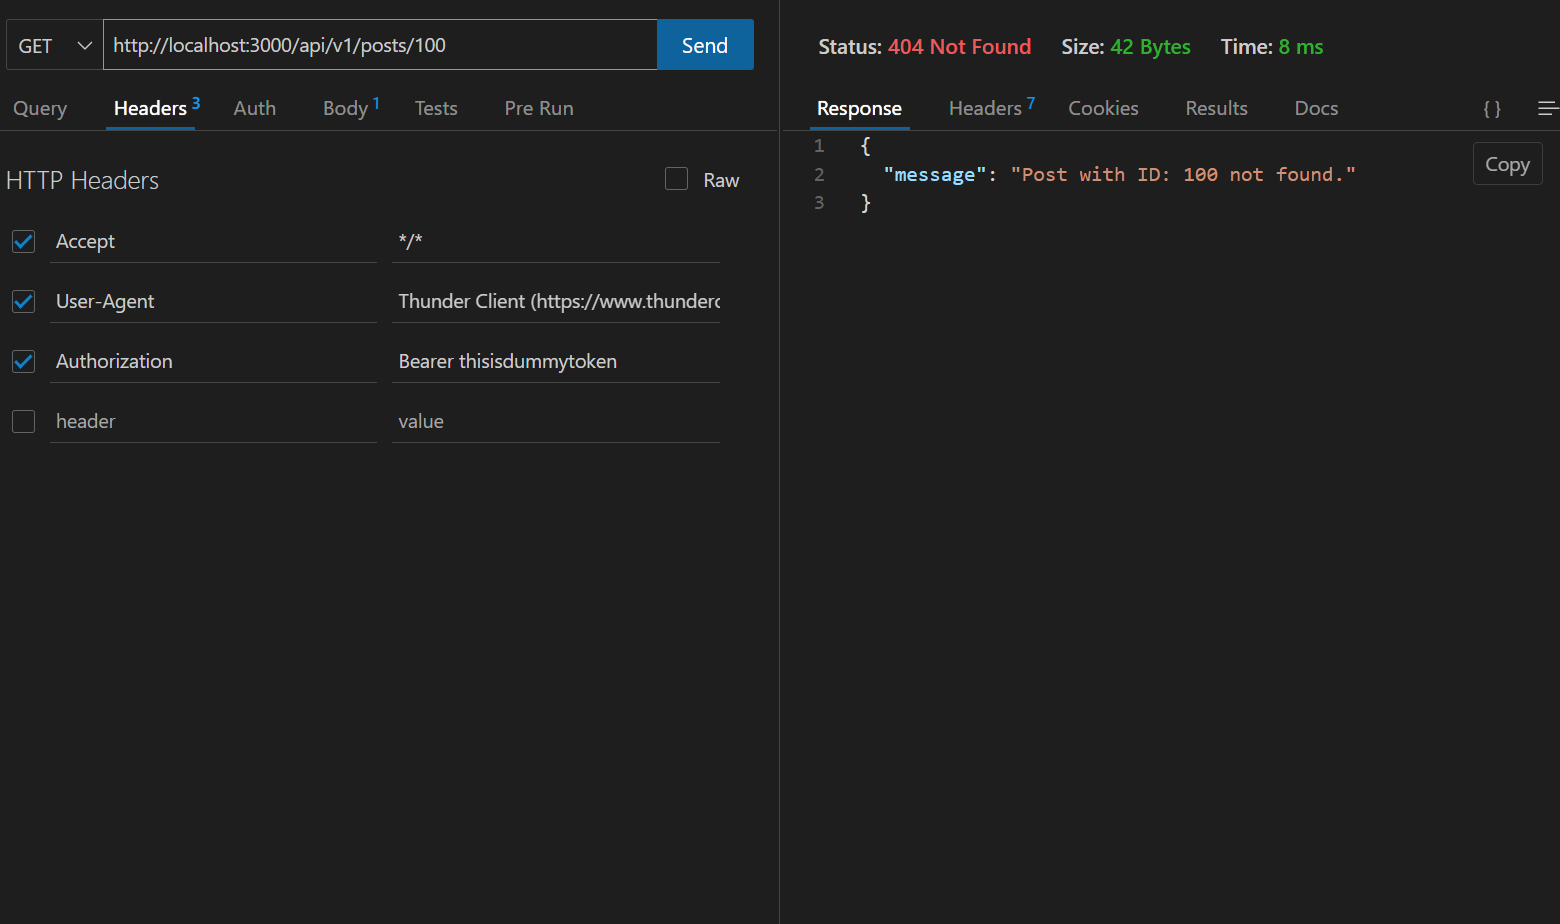 GET http://localhost:3000/api/v1/posts/100 Send
Query Headers 3 Auth Body 1 Tests Pre Run
HTTP Headers Raw
Accept */*
User-Agent Thunder Client (https://www.thunderc
Authorization Bearer thisisdummytoken
header value
Status: 404 Not Found Size: 42 Bytes Time: 8 ms
Response Headers 7 Cookies Results Docs { }
1 {
Copy
2 "message": "Post with ID: 100 not found."
3 }